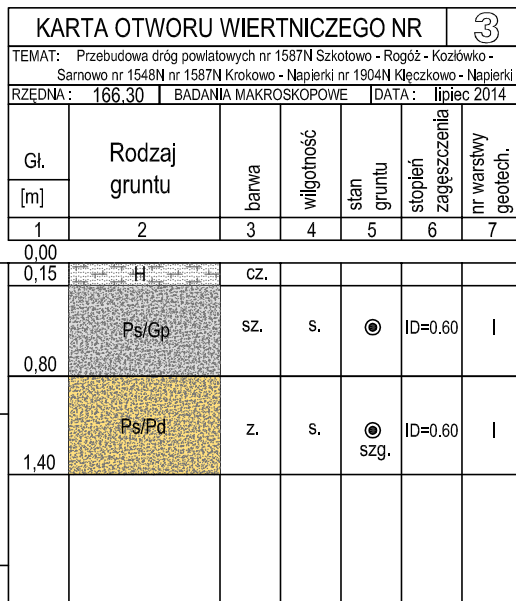 KARTA OTWORU WIERTNICZEGO NR 3
TEMAT: Przebudowa dróg powiatowych nr 1587N Szkotowo - Rogóż - Kozłówko -
Sarnowo nr 1548N nr 1587N Krokowo - Napierki nr 1904N Kłęczkowo - Napierki
RZĘDNA: 166,30 BADANIA MAKROSKOPOWE DATA: lipiec 2014
Gł.
[m]
Rodzaj
gruntu
barwa
wilgotność
stan
gruntu
stopień
zagęszczenia
nr warstwy
geotech.
1 2 3 4 5 6 7
0,00
0,15 H cz.
Ps/Gp sz. s. ID=0.60 I
0,80
Ps/Pd z. s. ID=0.60 I
szg.
1,40